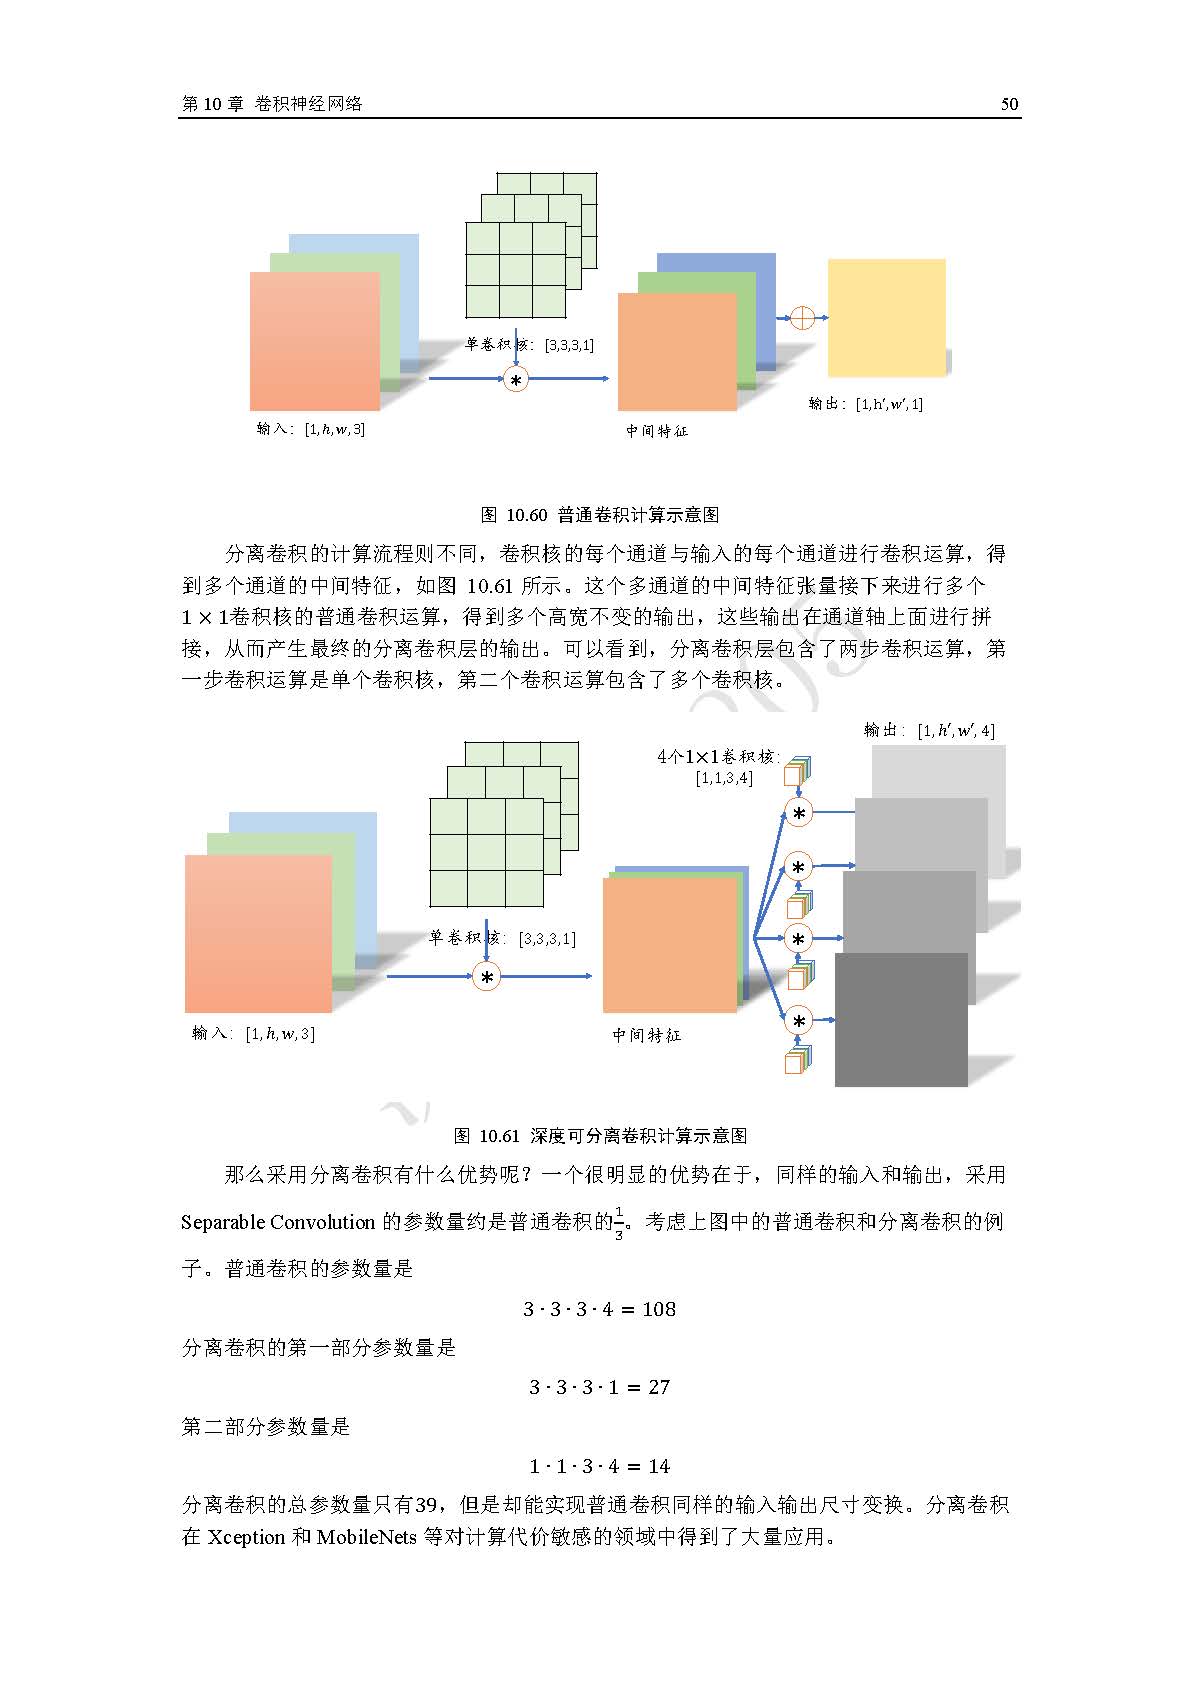 第 10 章 卷积神经网络 50
单卷积核：[3,3,3,1]
输入：[1,h,w,3]
中间特征
输出：[1,h′,w′,1]
图 10.60 普通卷积计算示意图
分离卷积的计算流程则不同，卷积核的每个通道与输入的每个通道进行卷积运算，得
到多个通道的中间特征，如图 10.61 所示。这个多通道的中间特征张量接下来进行多个
1 × 1卷积核的普通卷积运算，得到多个高宽不变的输出，这些输出在通道轴上面进行拼
接，从而产生最终的分离卷积层的输出。可以看到，分离卷积层包含了两步卷积运算，第
一步卷积运算是单个卷积核，第二个卷积运算包含了多个卷积核。
输出：[1,h′,w′,4]
4个1×1卷积核：
[1,1,3,4]
单卷积核：[3,3,3,1]
输入：[1,h,w,3]
中间特征
图 10.61 深度可分离卷积计算示意图
那么采用分离卷积有什么优势呢？一个很明显的优势在于，同样的输入和输出，采用
Separable Convolution 的参数量约是普通卷积的1/3。考虑上图中的普通卷积和分离卷积的例
子。普通卷积的参数量是
3 · 3 · 3 · 4 = 108
分离卷积的第一部分参数量是
3 · 3 · 3 · 1 = 27
第二部分参数量是
1 · 1 · 3 · 4 = 14
分离卷积的总参数量只有39，但是却能实现普通卷积同样的输入输出尺寸变换。分离卷积
在 Xception 和 MobileNets 等对计算代价敏感的领域中得到了大量应用。